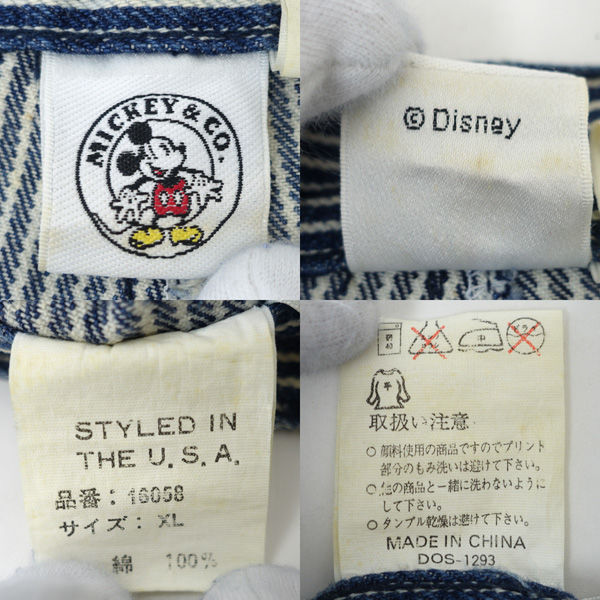 MICKEY & CO.
© Disney
STYLED IN
THE U.S.A.
品番:16058
サイズ:XL
綿 100%
取扱い注意
◎顔料使用の商品ですのでプリント
部分のもみ洗いは避けて下さい。
◎他の商品と一緒に洗わないように
して下さい。
◎タンブル乾燥は避けて下さい。
MADE IN CHINA
DOS-1293